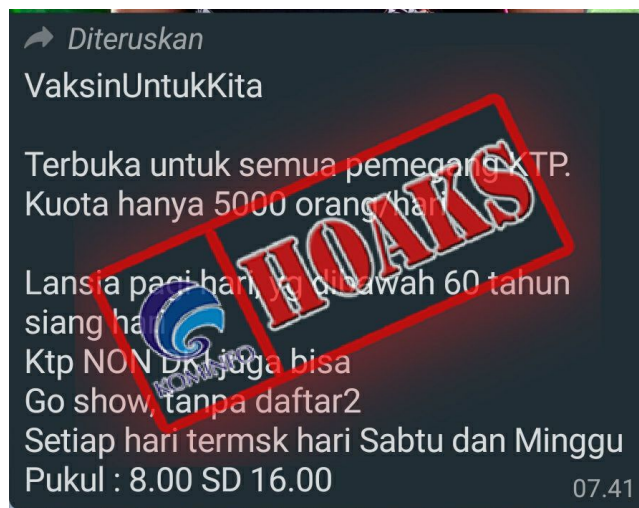 Diteruskan
VaksinUntukKita
Terbuka untuk semua pemegang KTP.
Kuota hanya 5000 orang/hari
HOAKS
Lansia pagi hari, yg dibawah 60 tahun
siang hari
KOMINFO
Ktp NON DKI juga bisa
Go show, tanpa daftar2
Setiap hari termsk hari Sabtu dan Minggu
Pukul : 8.00 SD 16.00
07.41